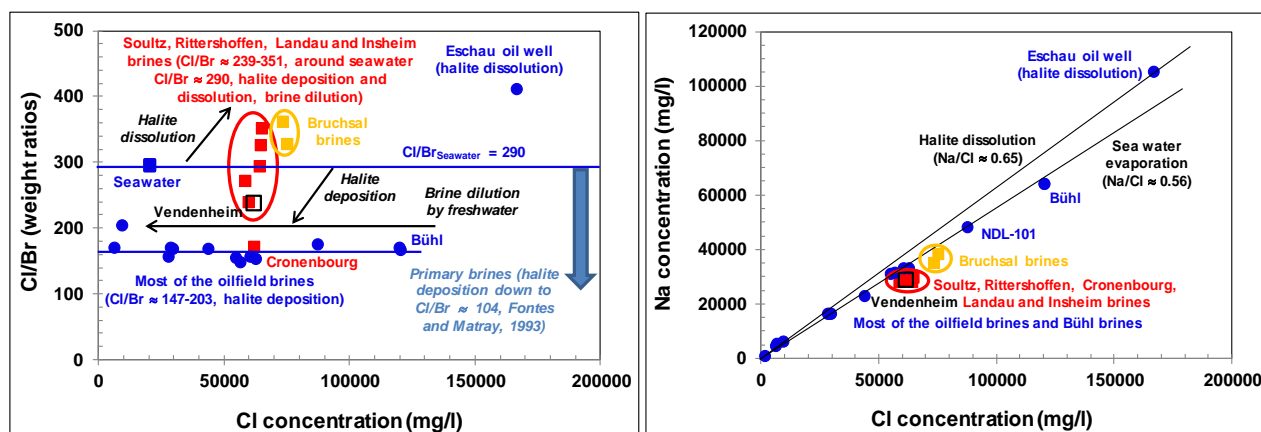 500
400
300
200
100
0
Cl/Br (weight ratios)
Soultz, Rittershoffen, Landau and Insheim
brines (Cl/Br ≈ 239-351, around seawater
Cl/Br ≈ 290, halite deposition and
dissolution, brine dilution)
Eschau oil well
(halite dissolution)
Halite
dissolution
Bruchsal
brines
Cl/BrSeawater = 290
Seawater
Halite
deposition
Brine dilution
by freshwater
Vendenheim
Bühl
Cronenbourg
Most of the oilfield brines
(Cl/Br ≈ 147-203, halite deposition)
Primary brines (halite
deposition down to
Cl/Br ≈ 104, Fontes
and Matray, 1993)
0
50000
100000
150000
200000
Cl concentration (mg/l)
120000
100000
80000
60000
40000
20000
0
Na concentration (mg/l)
Eschau oil well
(halite dissolution)
Halite dissolution
(Na/Cl ≈ 0.65)
Sea water
evaporation
(Na/Cl ≈ 0.56)
Bühl
NDL-101
Bruchsal brines
Soultz, Rittershoffen, Cronenbourg,
Vendenheim Landau and Insheim brines
Most of the oilfield brines and Bühl brines
0
50000
100000
150000
200000
Cl concentration (mg/l)